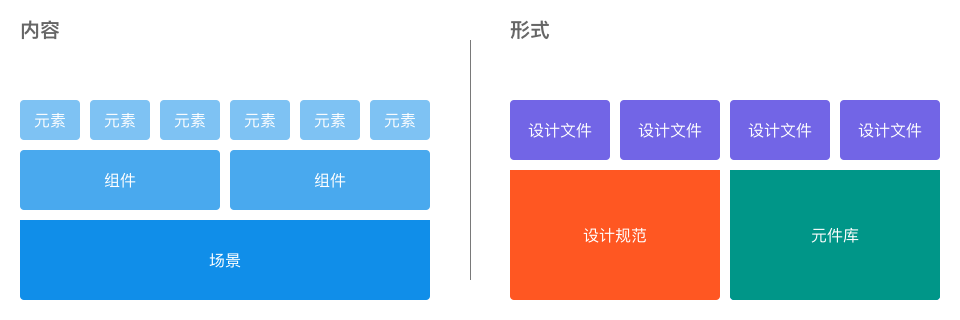 内容
元素 元素 元素 元素 元素 元素
组件 组件
场景
形式
设计文件 设计文件 设计文件 设计文件
设计规范 元件库